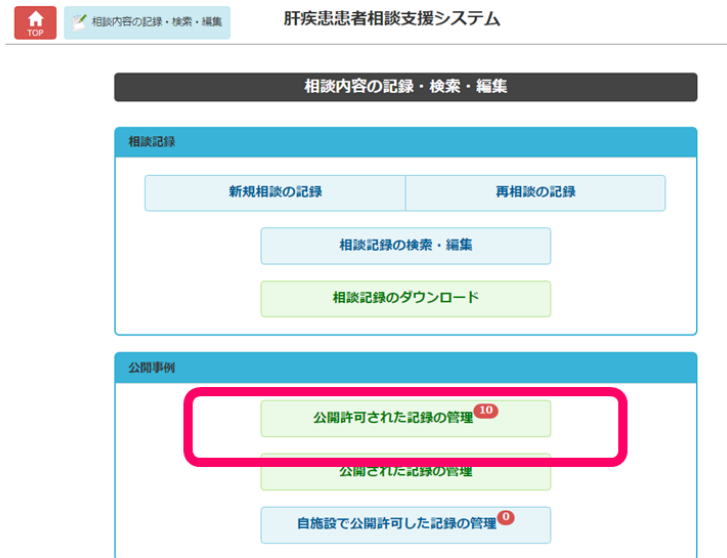 TOP
相談内容の記録・検索・編集
肝疾患患者相談支援システム
相談内容の記録・検索・編集
相談記録
新規相談の記録
再相談の記録
相談記録の検索・編集
相談記録のダウンロード
公開事例
公開許可された記録の管理 10
公開された記録の管理
自施設で公開許可した記録の管理 0